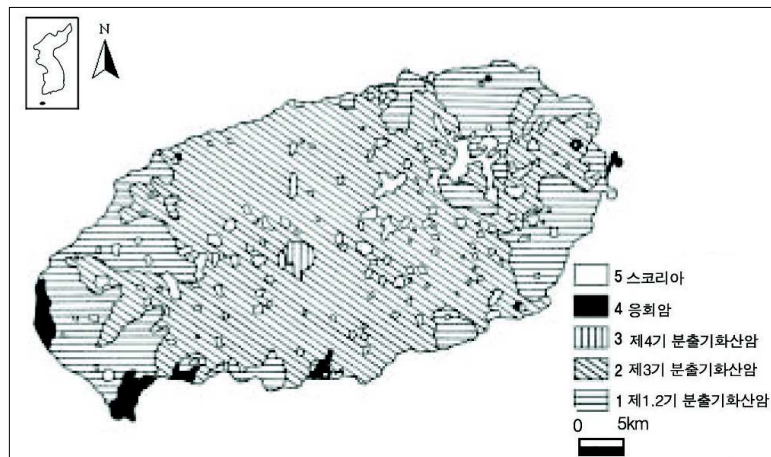 N
5 스코리아
4 응회암
3 제4기 분출기화산암
2 제3기 분출기화산암
1 제1.2기 분출기화산암
0 5km